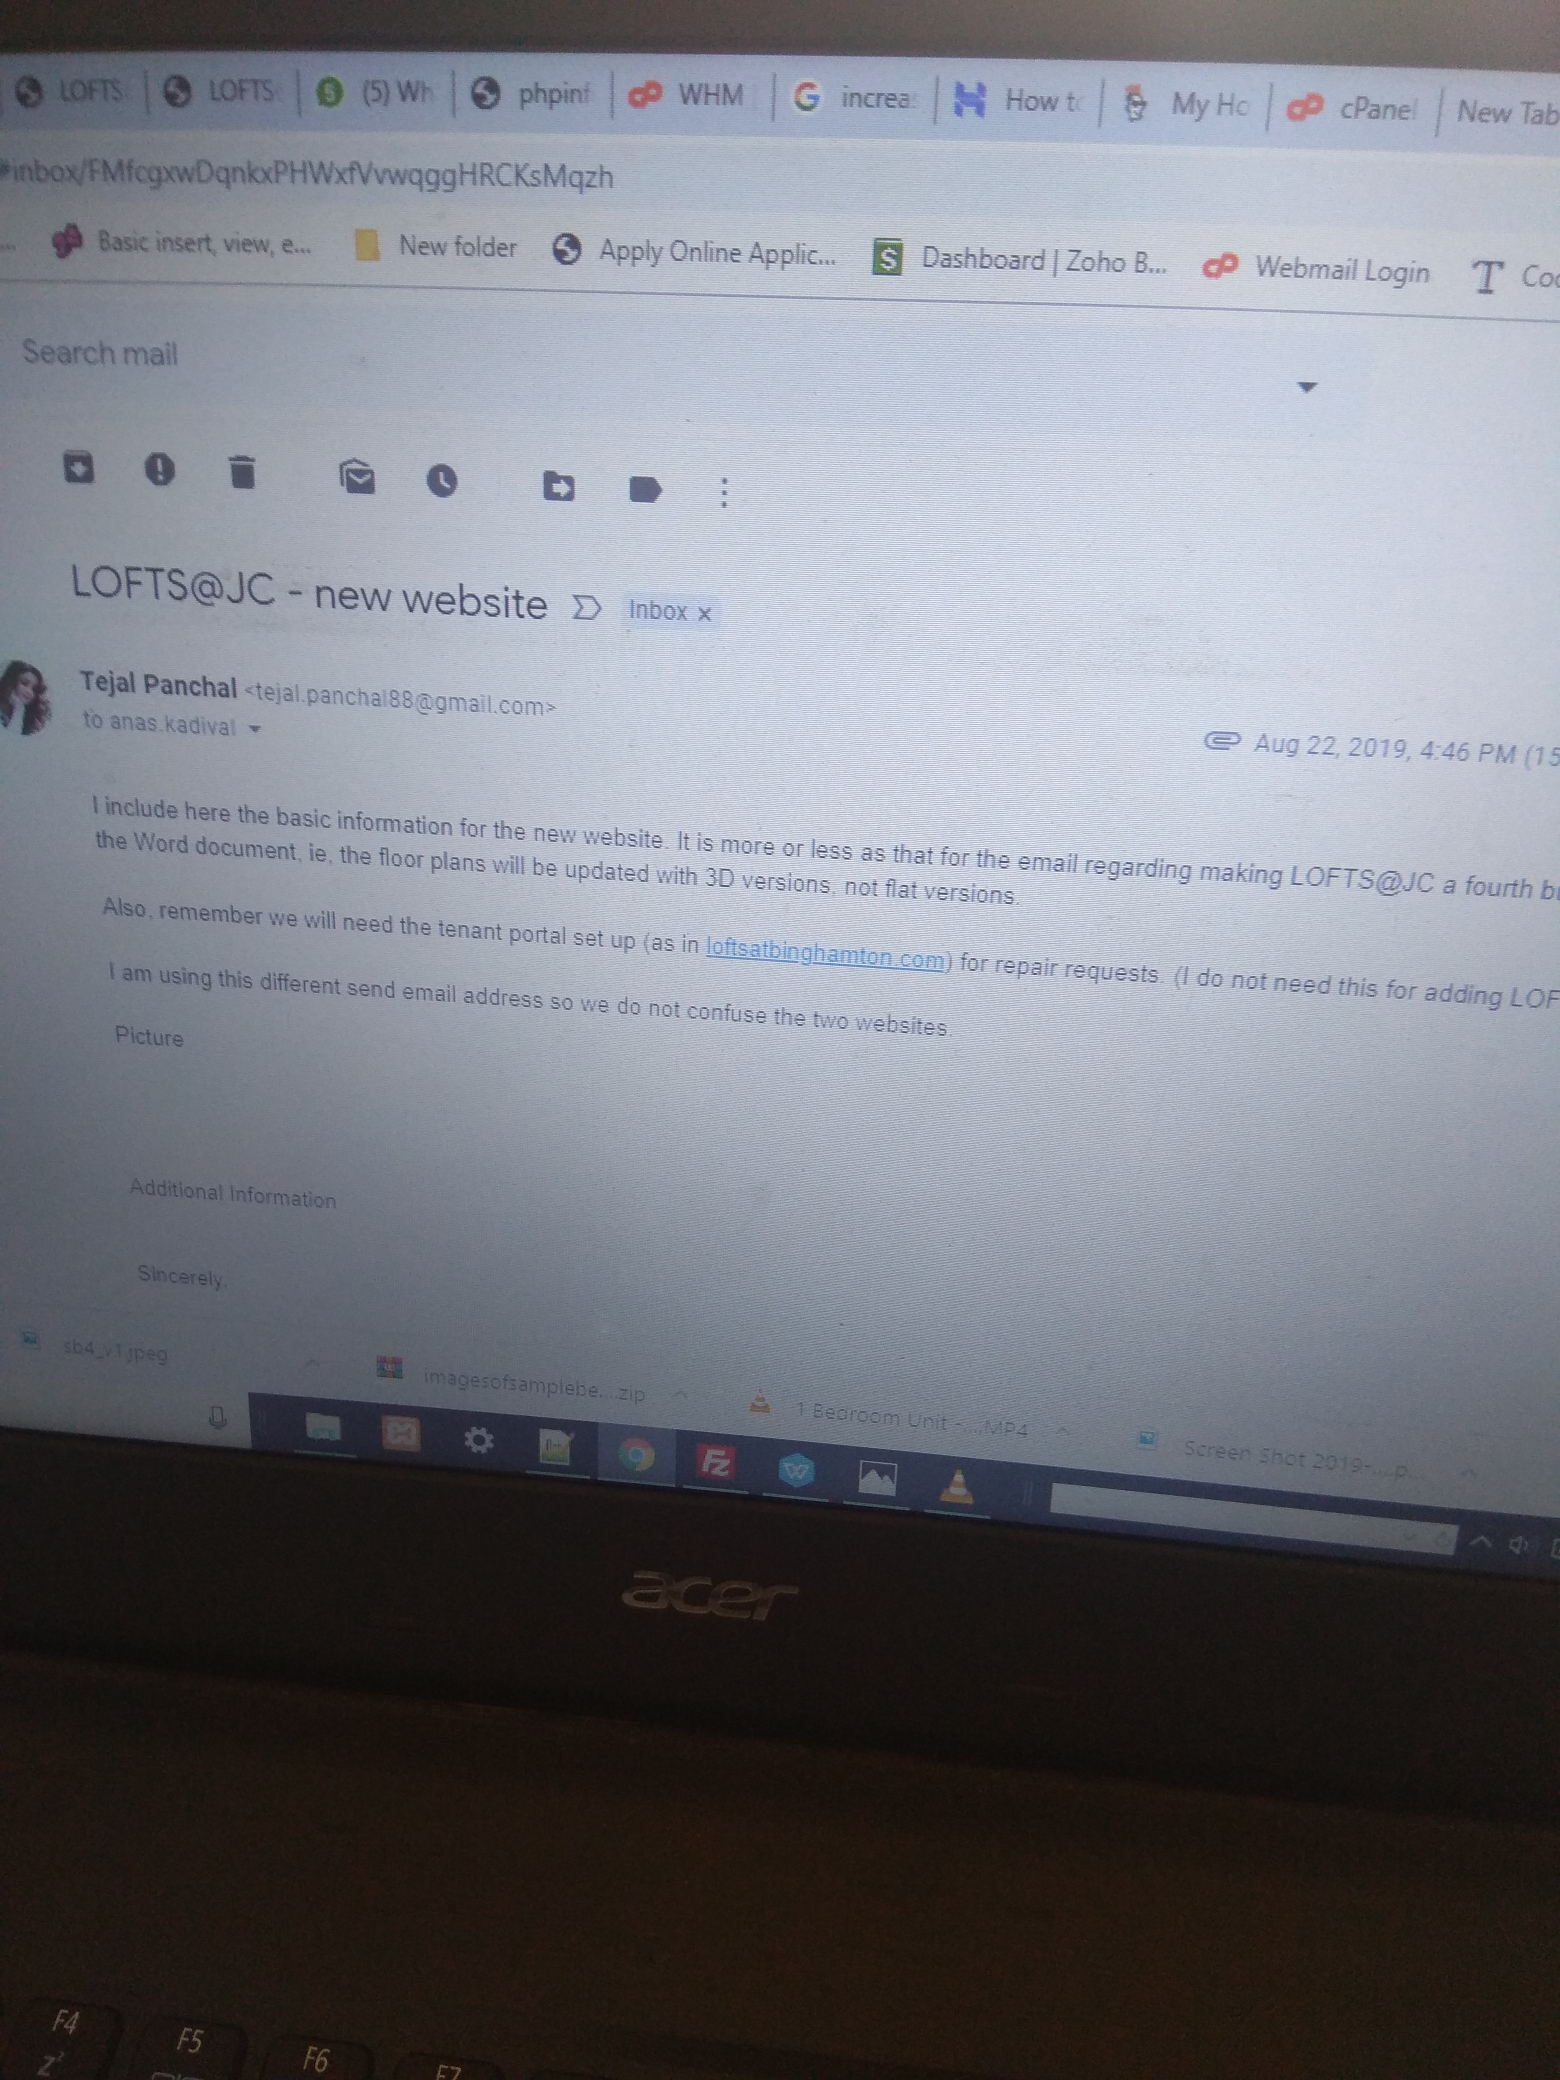 LOFTS
LOFTS
(5) Wh
phpinf
WHM
increa
How to
My Ho
cPanel
New Tab
#inbox/FMfcgxwDqnkxPHWxfVvwqggHRCKsMqzh
... Basic insert, view, e...
New folder
Apply Online Applic...
Dashboard | Zoho B...
Webmail Login
T
Search mail
LOFTS@JC - new website
Inbox x
Tejal Panchal <tejal.panchal88@gmail.com>
to anas.kadival
Aug 22, 2019, 4:46 PM (15
I include here the basic information for the new website. It is more or less as that for the email regarding making LOFTS@JC a fourth
the Word document, ie, the floor plans will be updated with 3D versions, not flat versions.
Also, remember we will need the tenant portal set up (as in loftsatbinghamton.com) for repair requests. (I do not need this for adding LOF
I am using this different send email address so we do not confuse the two websites.
Picture
Additional Information
Sincerely,
sb4_v1.jpeg
imagesofsamplebe....zip
1 Bedroom Unit -....MP4
Screen Shot 2019-....p
Fz
W
acer
F4
F5
F6
F7
Zz